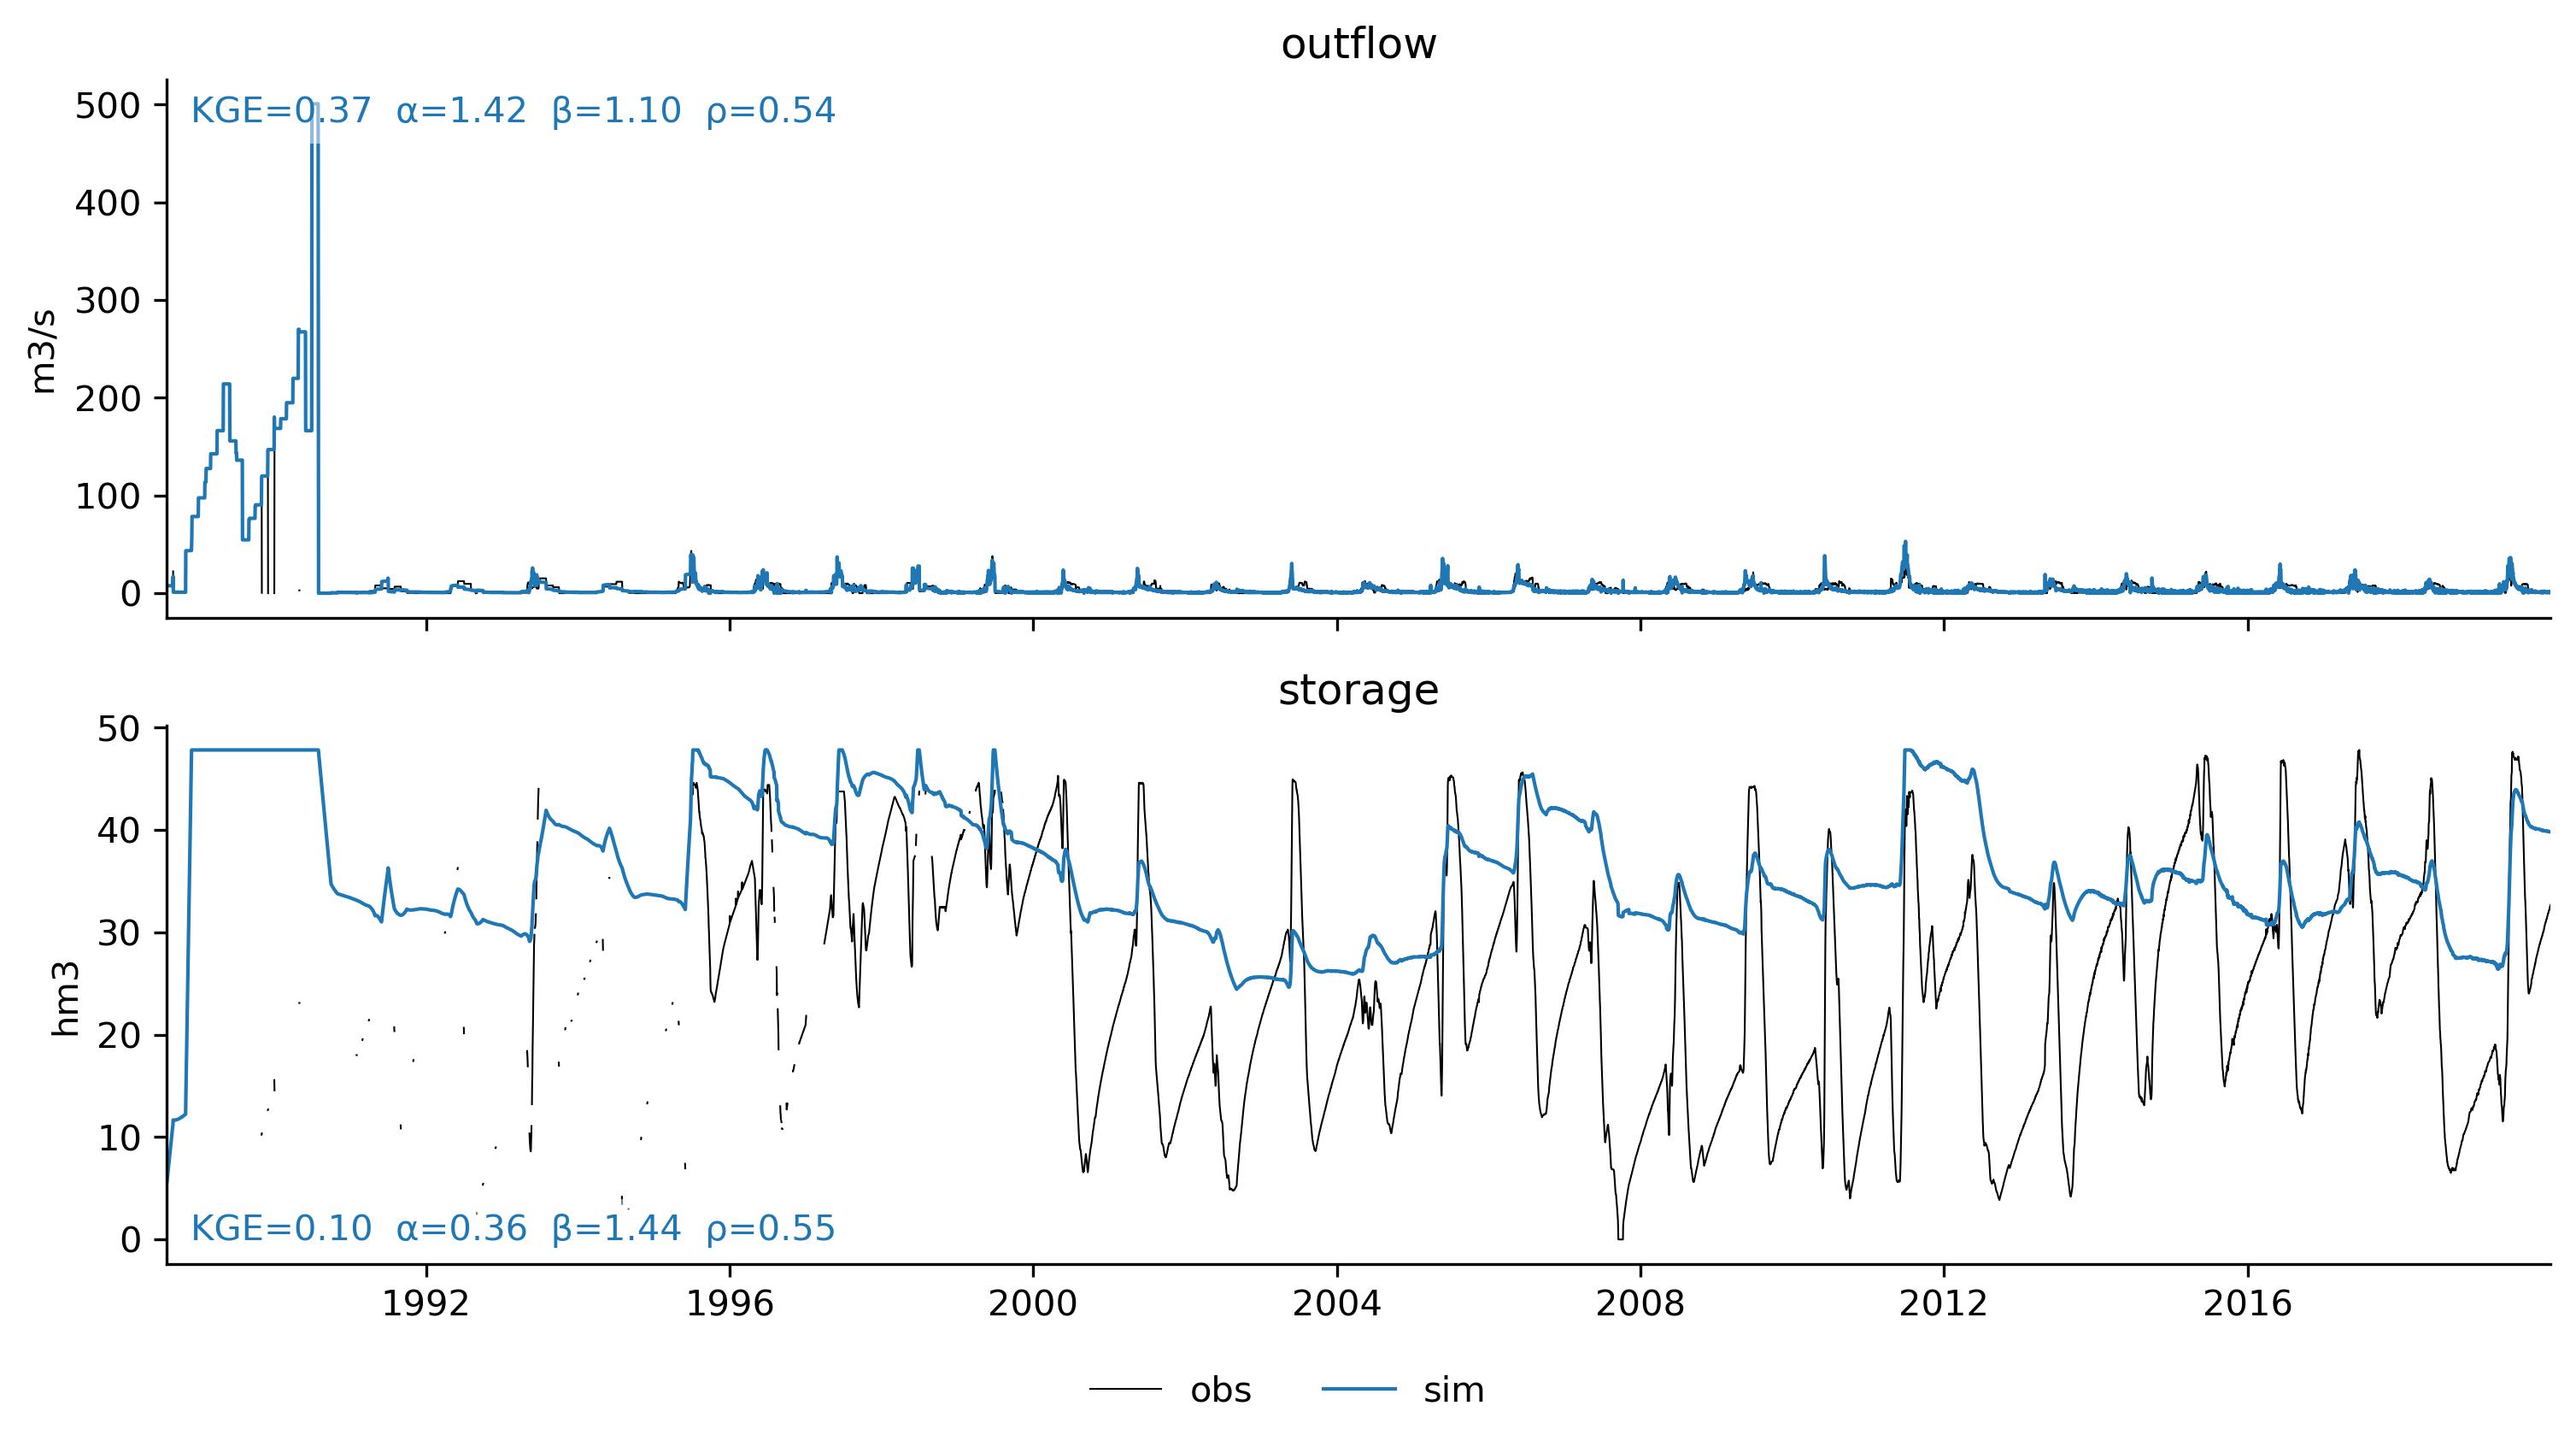 outflow
500
400
300
200
100
0
m3/s
KGE=0.37 α=1.42 β=1.10 ρ=0.54
storage
50
40
30
20
10
0
hm3
KGE=0.10 α=0.36 β=1.44 ρ=0.55
1992 1996 2000 2004 2008 2012 2016
obs sim